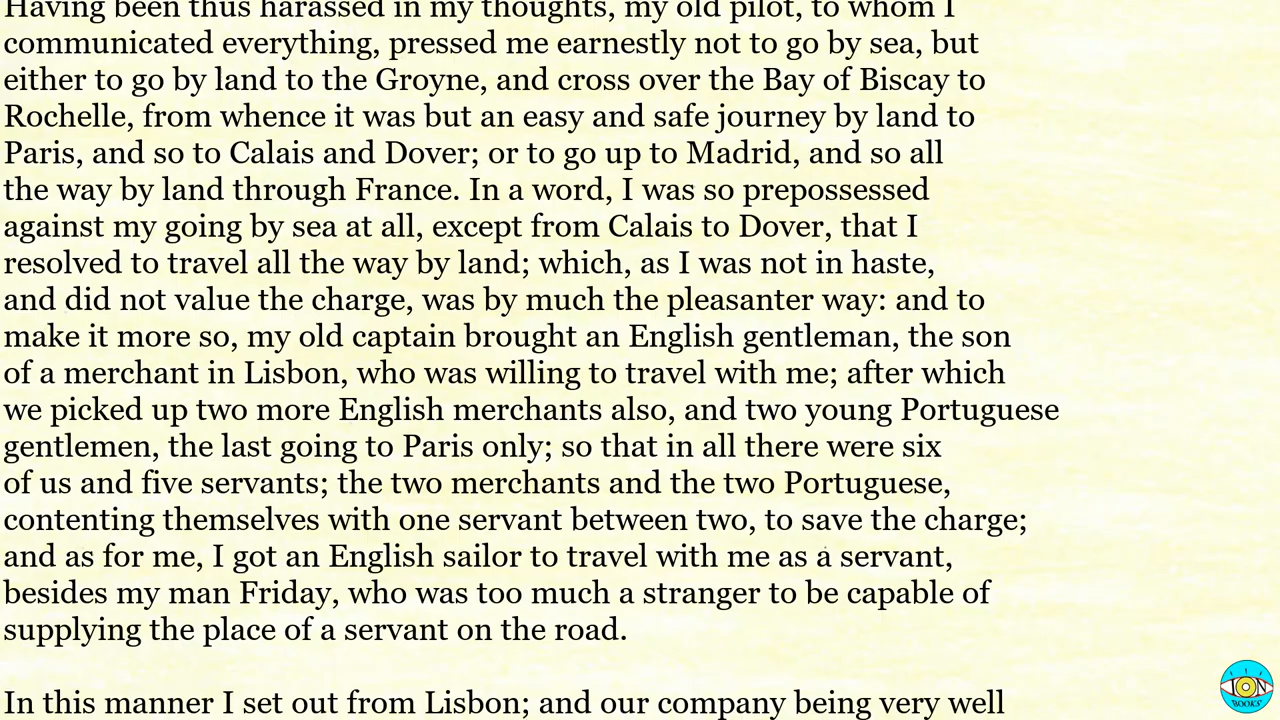 Having been thus harassed in my thoughts, my old pilot, to whom I
communicated everything, pressed me earnestly not to go by sea, but
either to go by land to the Groyne, and cross over the Bay of Biscay to
Rochelle, from whence it was but an easy and safe journey by land to
Paris, and so to Calais and Dover; or to go up to Madrid, and so all
the way by land through France. In a word, I was so prepossessed
against my going by sea at all, except from Calais to Dover, that I
resolved to travel all the way by land; which, as I was not in haste,
and did not value the charge, was by much the pleasanter way: and to
make it more so, my old captain brought an English gentleman, the son
of a merchant in Lisbon, who was willing to travel with me; after which
we picked up two more English merchants also, and two young Portuguese
gentlemen, the last going to Paris only; so that in all there were six
of us and five servants; the two merchants and the two Portuguese,
contenting themselves with one servant between two, to save the charge;
and as for me, I got an English sailor to travel with me as a servant,
besides my man Friday, who was too much a stranger to be capable of
supplying the place of a servant on the road.
In this manner I set out from Lisbon; and our company being very well
ION
BOOKS